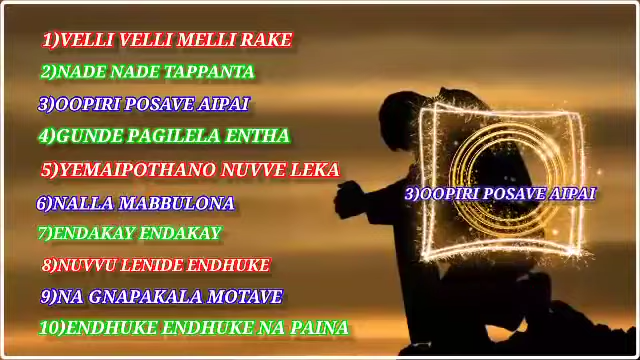 1)VELLI VELLI MELLI RAKE
2)NADE NADE TAPPANTA
3)OOPIRI POSAVE AIPAI
4)GUNDE PAGILELA ENTHA
5)YEMAIPOTHANO NUVVE LEKA
6)NALLA MABBULONA
7)ENDAKAY ENDAKAY
8)NUVVU LENIDE ENDHUKE
9)NA GNAPAKALA MOTAVE
10)ENDHUKE ENDHUKE NA PAINA
3)OOPIRI POSAVE AIPAI